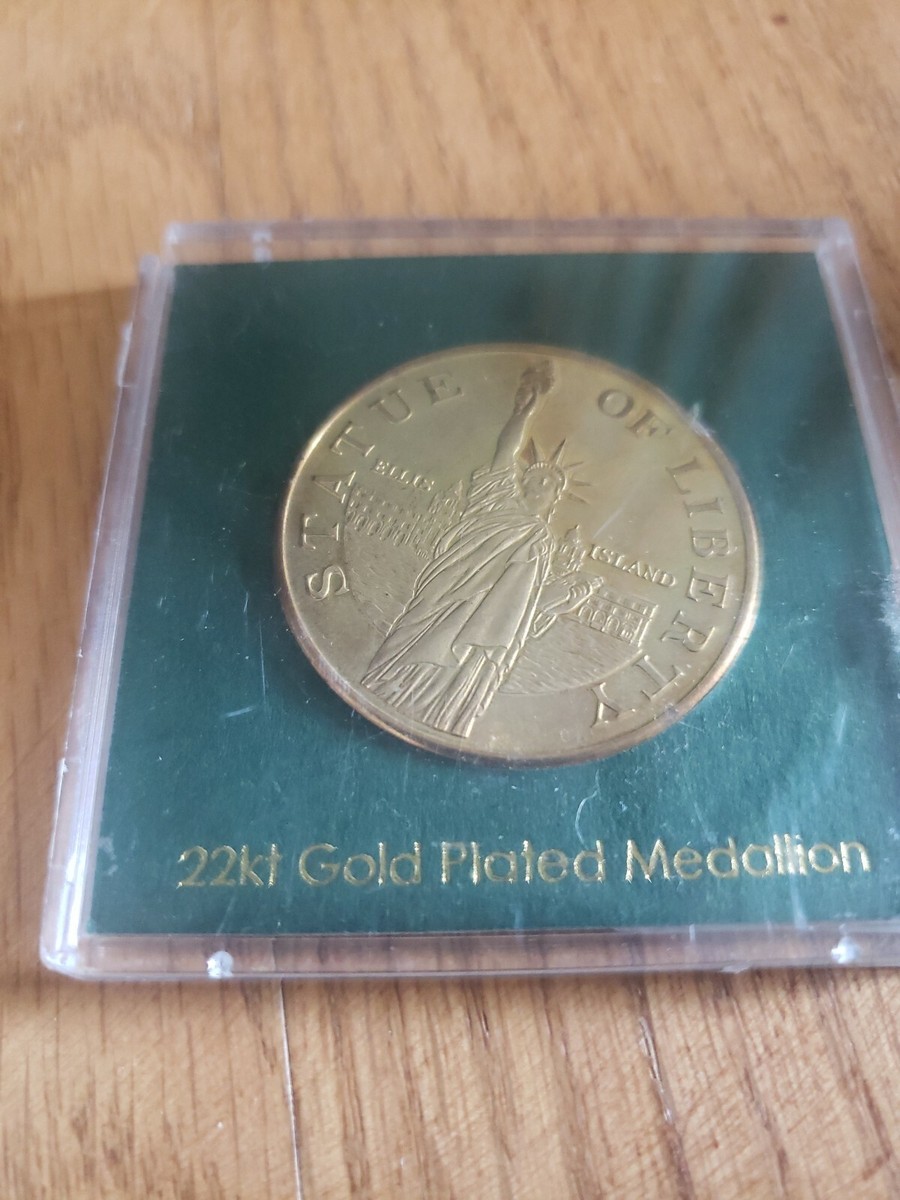 STATUE OF LIBERTY
ELLIS ISLAND
22kt Gold Plated Medallion